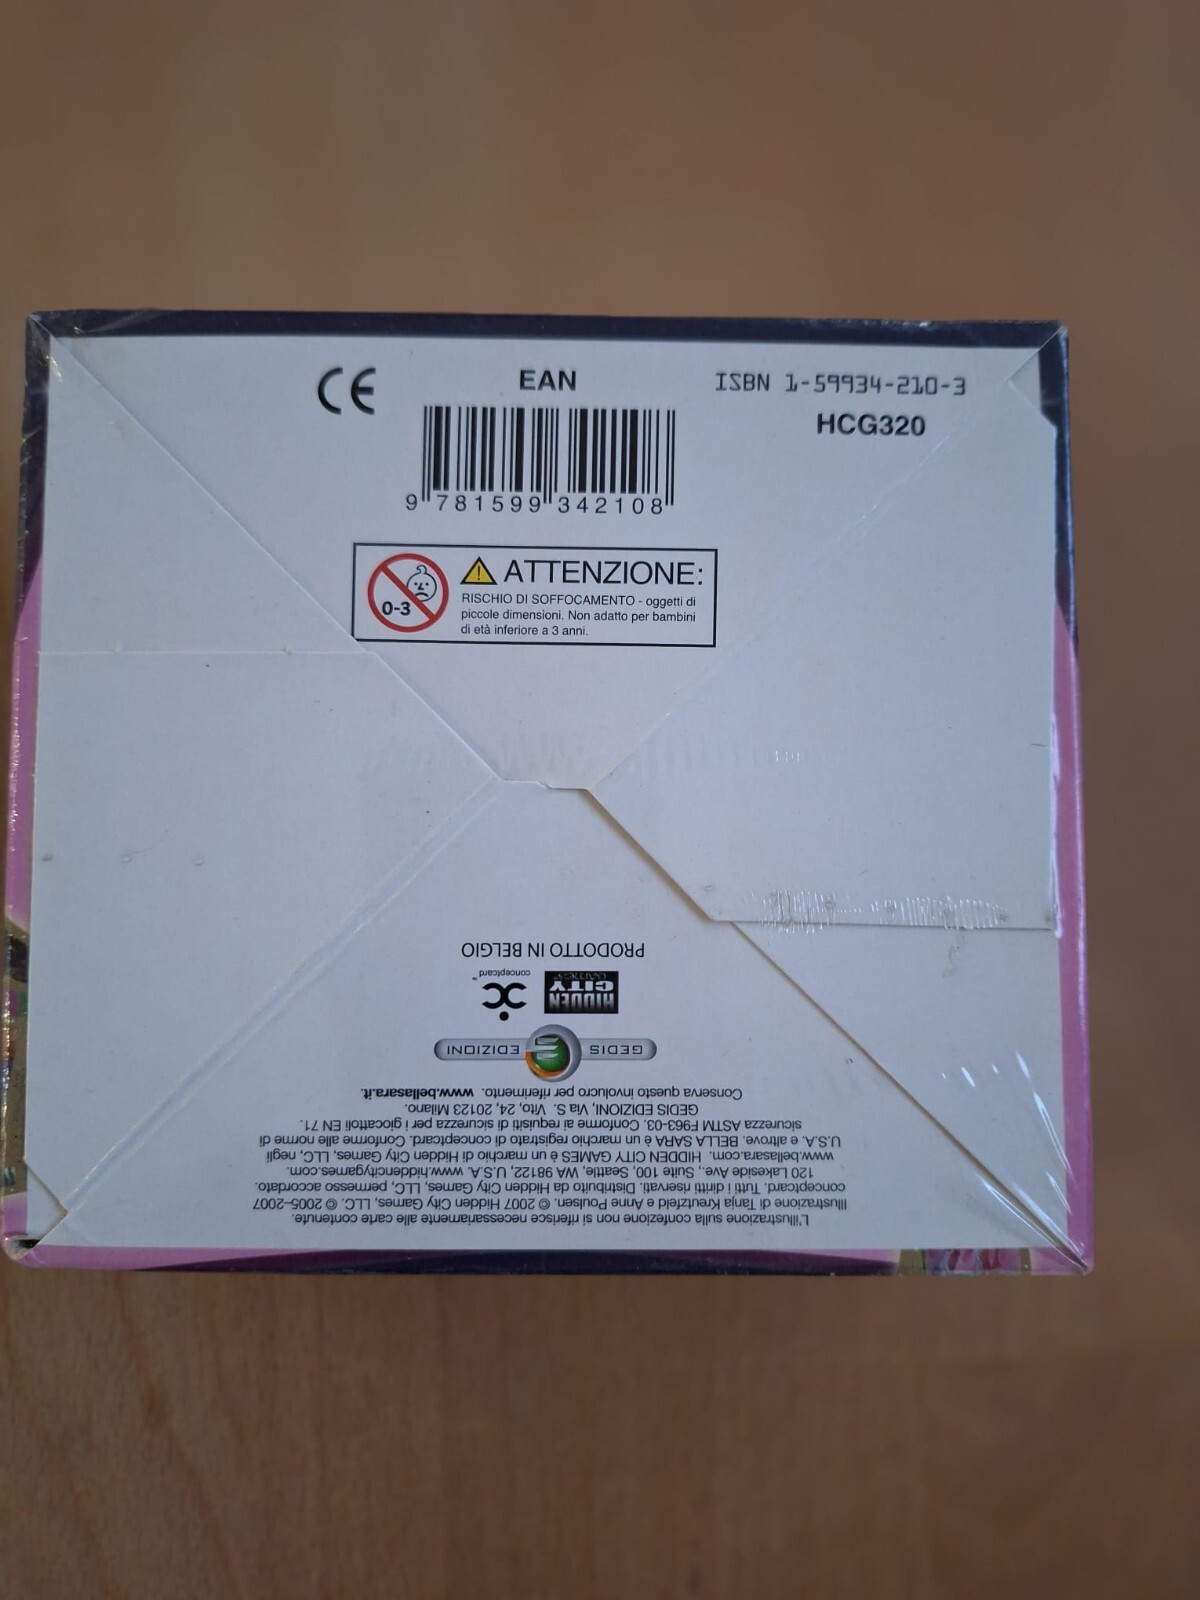 CE
EAN
ISBN 1-59934-210-3
HCG320
9 781599 342108
ATTENZIONE:
0-3
RISCHIO DI SOFFOCAMENTO - oggetti di
piccole dimensioni. Non adatto per bambini
di età inferiore a 3 anni.
L'illustrazione sulla confezione non si riferisce necessariamente alle carte contenute.
Illustrazione di Tanja Kreutzfeld e Anne Poulsen. © 2007 Hidden City Games, LLC. © 2005–2007
conceptcard. Tutti i diritti riservati. Distribuito da Hidden City Games, LLC, permesso accordato.
120 Lakeside Ave., Suite 100, Seattle, WA 98122, U.S.A. www.hiddencitygames.com.
www.bellasara.com. HIDDEN CITY GAMES è un marchio di Hidden City Games, LLC, negli
U.S.A. e altrove. BELLA SARA è un marchio registrato di conceptcard. Conforme alle norme di
sicurezza ASTM F963-03. Conforme ai requisiti di sicurezza per i giocattoli EN 71.
GEDIS EDIZIONI, Via S. Vito, 24, 20123 Milano.
Conserva questo involucro per riferimento. www.bellasara.it.
GEDIS EDIZIONI
HIDDEN
CITY
GAMES
conceptcard™
PRODOTTO IN BELGIO